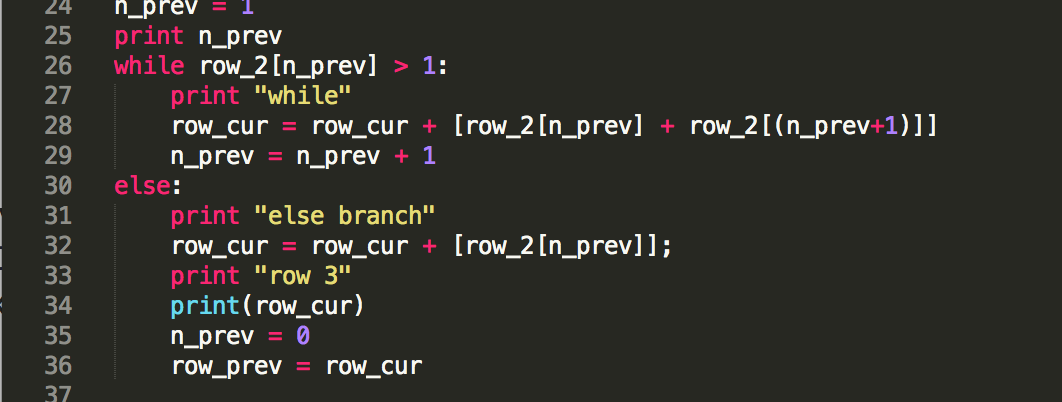 24 n_prev = 1
25 print n_prev
26 while row_2[n_prev] > 1:
27     print "while"
28     row_cur = row_cur + [row_2[n_prev] + row_2[(n_prev+1)]]
29     n_prev = n_prev + 1
30 else:
31     print "else branch"
32     row_cur = row_cur + [row_2[n_prev]];
33     print "row 3"
34     print(row_cur)
35     n_prev = 0
36     row_prev = row_cur
37